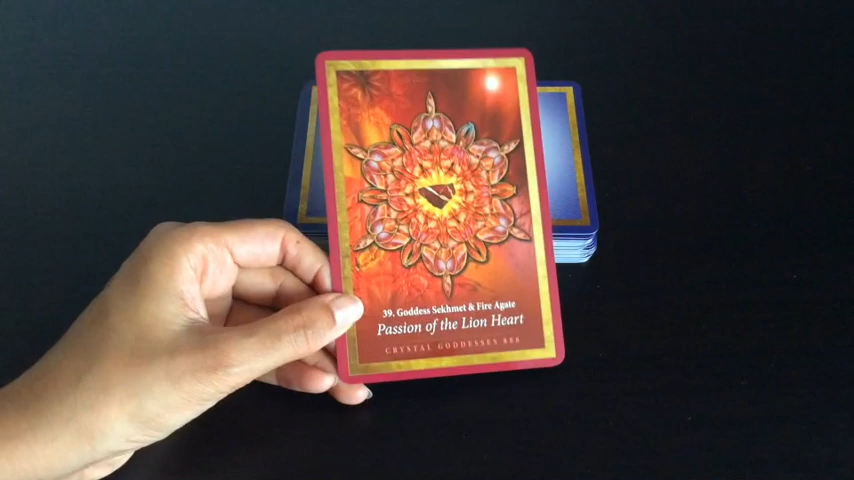 39. Goddess Sekhmet & Fire Agate
Passion of the Lion Heart
CRYSTAL GODDESSES 888